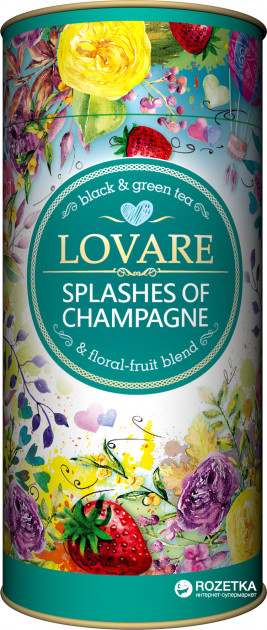 black & green tea
LOVARE
SPLASHES OF
CHAMPAGNE
& floral-fruit blend
ROZETKA
интернет-супермаркет